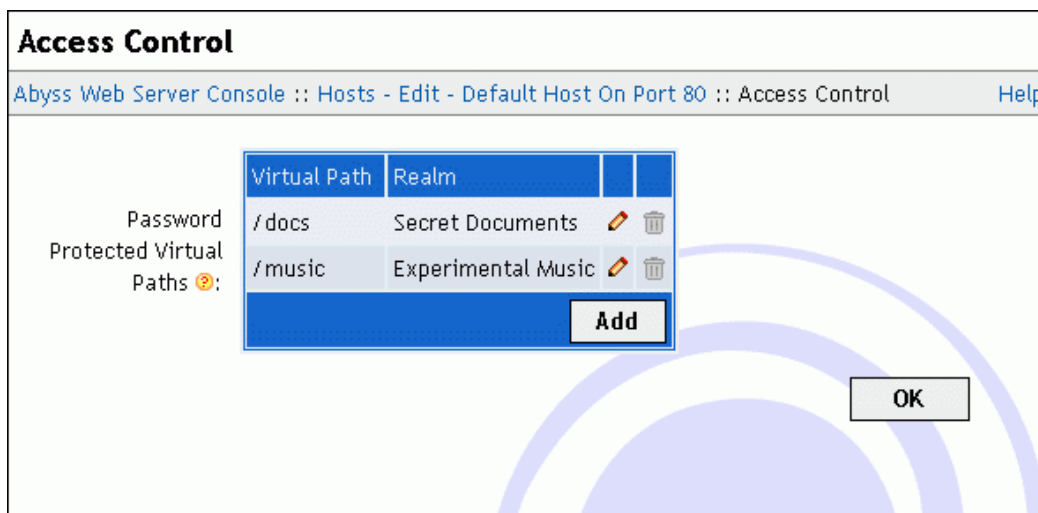 Access Control
Abyss Web Server Console :: Hosts - Edit - Default Host On Port 80 :: Access Control Help
Virtual Path Realm
Password Protected Virtual Paths ?:
/docs Secret Documents
/music Experimental Music
Add
OK